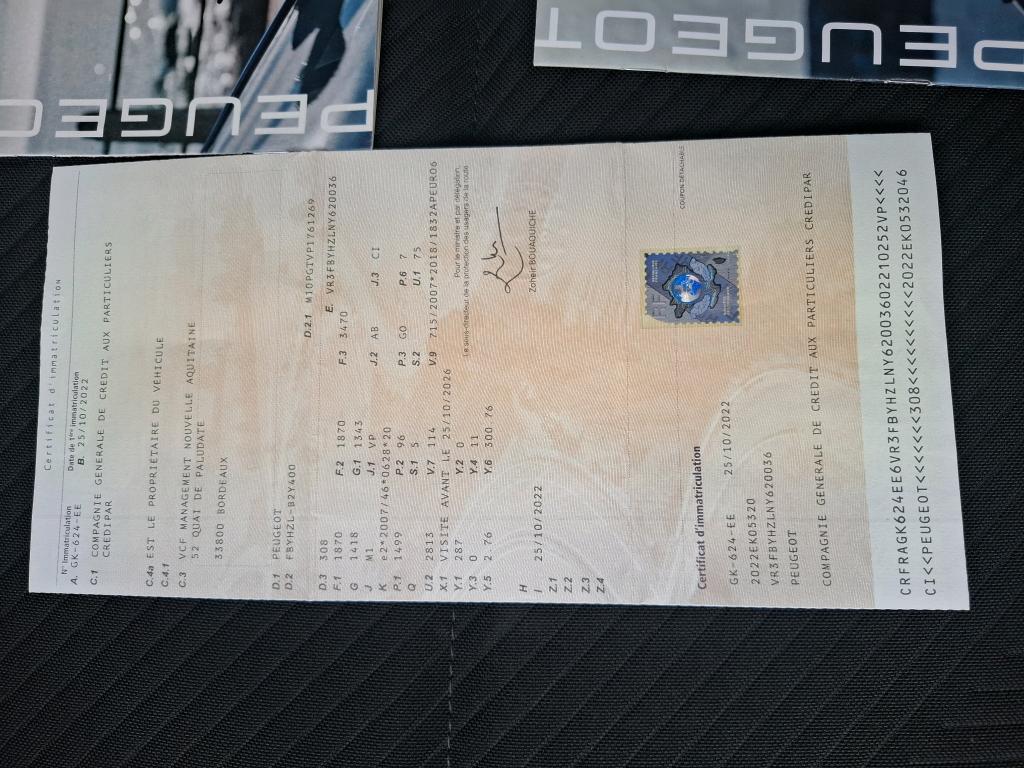 PEUGEOT
PEUGEOT
Certificat d'immatriculation
N° Immatriculation Date de 1ère immatriculation
A. GK-624-EE B. 25/10/2022
C.1 COMPAGNIE GENERALE DE CREDIT AUX PARTICULIERS
CREDIPAR
C.4a EST LE PROPRIÉTAIRE DU VÉHICULE
C.4.1
C.3 VCF MANAGEMENT NOUVELLE AQUITAINE
52 QUAI DE PALUDATE
33800 BORDEAUX
D.1 PEUGEOT
D.2 FBYHZL-B2Y400
D.2.1 M10PGTVP1761269
D.3 308 E. VR3FBYHZLNY620036
F.1 1870 F.2 1870 F.3 3470
G 1418 G.1 1343
J M1 J.1 VP J.2 AB J.3 CI
K e2*2007/46*0628*20
P.1 1499 P.2 96 P.3 GO P.6 7
Q S.1 5 S.2 U.1 75
U.2 2813 V.7 114 V.9 715/2007*2018/1832APEURO6
X.1 VISITE AVANT LE 25/10/2026
Y.1 287 Y.2 0
Y.3 0 Y.4 11
Y.5 2.76 Y.6 300.76
Pour le ministre et par délégation,
Le sous-directeur de la protection des usagers de la route
Zoheir BOUAOUICHE
H
I 25/10/2022
Z.1
Z.2
Z.3
Z.4
COUPON DÉTACHABLE
Certificat d'immatriculation
GK-624-EE 25/10/2022
2022EK05320
VR3FBYHZLNY620036
PEUGEOT
COMPAGNIE GENERALE DE CREDIT AUX PARTICULIERS CREDIPAR
CRFRAGK624EE6VR3FBYHZLNY62003602210252VP<<<
CI<<PEUGEOT<<<<<<308<<<<<<<<<<2022EK0532046